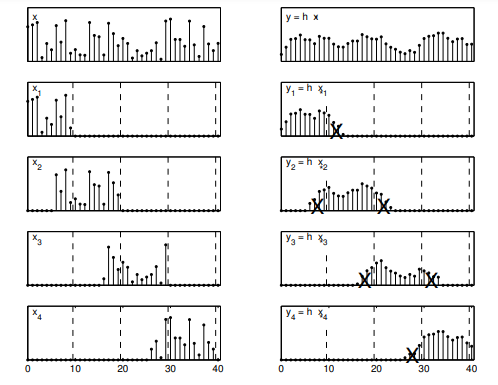 x
y = h x
x1
y1 = h x1
x2
y2 = h x2
x3
y3 = h x3
x4
y4 = h x4
0 10 20 30 40
0 10 20 30 40